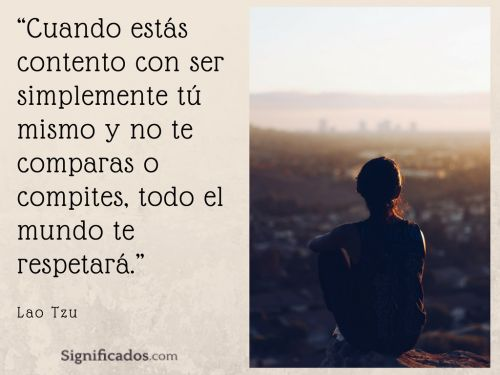 “Cuando estás
contento con ser
simplemente tú
mismo y no te
comparas o
compites, todo el
mundo te
respetará.”
Lao Tzu
Significados.com